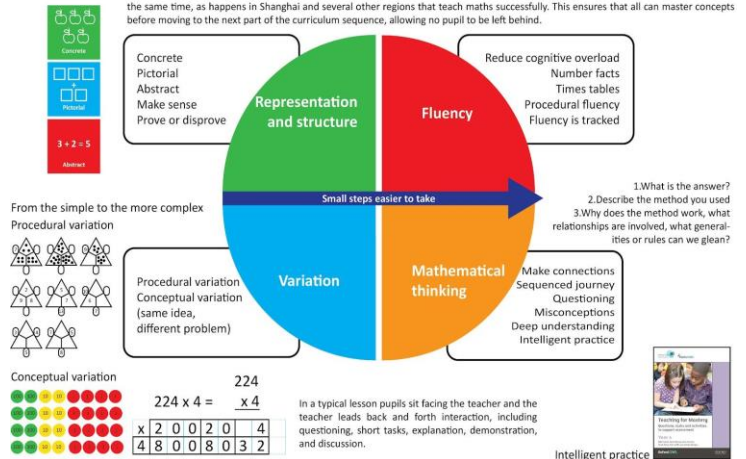 the same time, as happens in Shanghai and several other regions that teach maths successfully. This ensures that all can master concepts
before moving to the next part of the curriculum sequence, allowing no pupil to be left behind.
Concrete
+
Pictorial
3 + 2 = 5
Abstract
Concrete
Pictorial
Abstract
Make sense
Prove or disprove
Representation
and structure
Fluency
Reduce cognitive overload
Number facts
Times tables
Procedural fluency
Fluency is tracked
Small steps easier to take
1.What is the answer?
2.Describe the method you used
3.Why does the method work, what
relationships are involved, what general-
ities or rules can we glean?
From the simple to the more complex
Procedural variation
Procedural variation
Conceptual variation
(same idea,
different problem)
Variation
Mathematical
thinking
Make connections
Sequenced journey
Questioning
Misconceptions
Deep understanding
Intelligent practice
Conceptual variation
224
224 x 4 =
x 4
x 2 0 0 2 0 4
4 8 0 0 8 0 3 2
In a typical lesson pupils sit facing the teacher and the
teacher leads back and forth interaction, including
questioning, short tasks, explanation, demonstration,
and discussion.
Teaching for Mastery
Intelligent practice